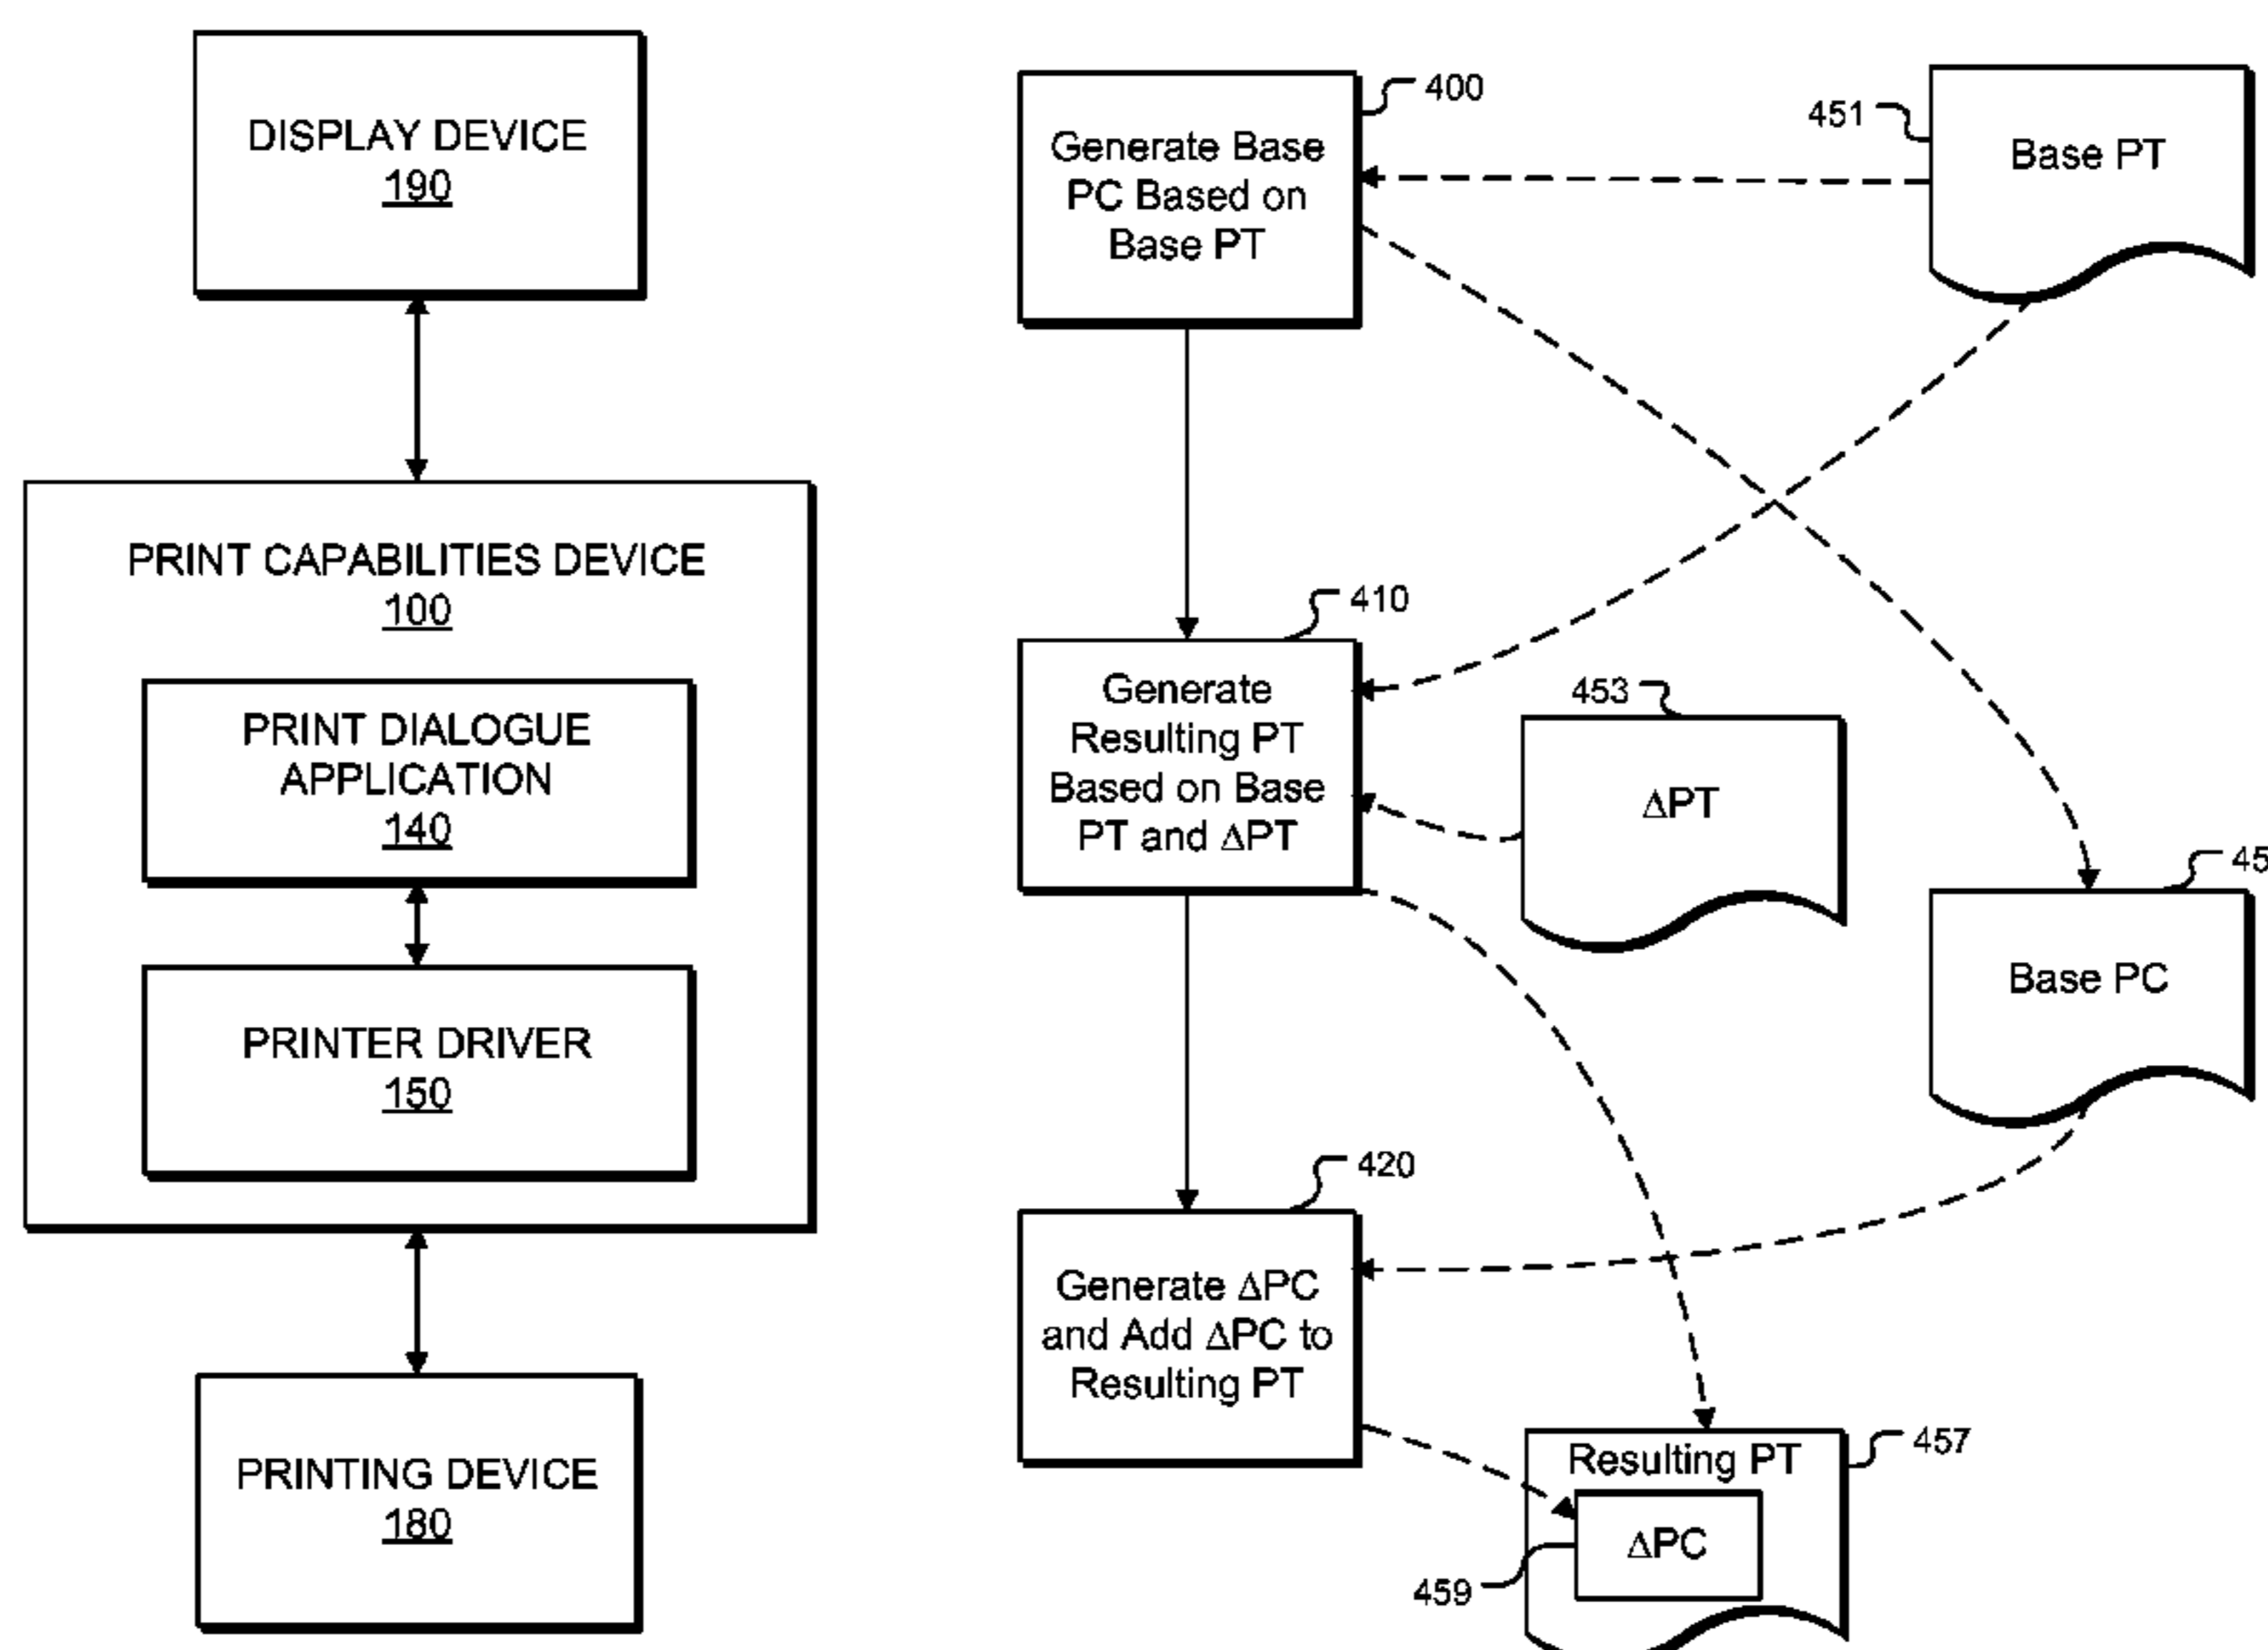 DISPLAY DEVICE
190
PRINT CAPABILITIES DEVICE
100
PRINT DIALOGUE
APPLICATION
140
PRINTER DRIVER
150
PRINTING DEVICE
180
400
Generate Base
PC Based on
Base PT
451
Base PT
410
Generate
Resulting PT
Based on Base
PT and ΔPT
453
ΔPT
Base PC
420
Generate ΔPC
and Add ΔPC to
Resulting PT
457
Resulting PT
ΔPC
459